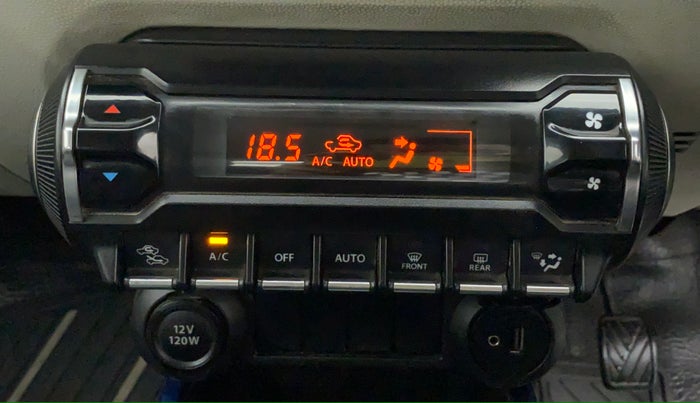 18.5
A/C AUTO
A/C
OFF
AUTO
FRONT
REAR
12V
120W